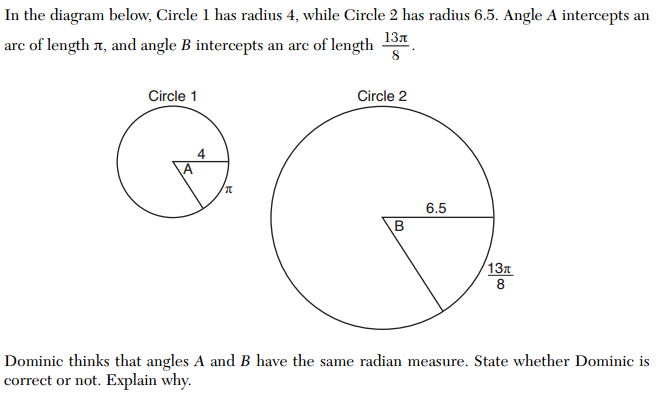 In the diagram below, Circle 1 has radius 4, while Circle 2 has radius 6.5. Angle A intercepts an
arc of length π, and angle B intercepts an arc of length 13π/8.
Circle 1
Circle 2
4
A
π
6.5
B
13π
8
Dominic thinks that angles A and B have the same radian measure. State whether Dominic is
correct or not. Explain why.